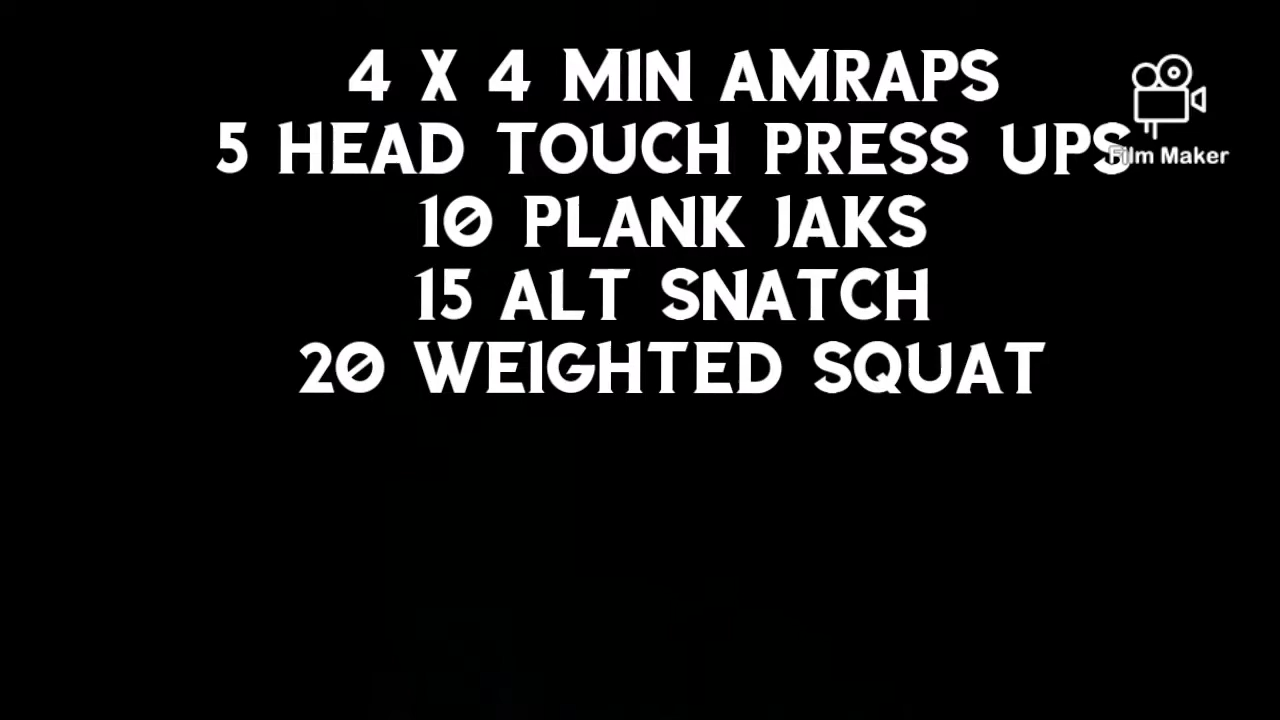 4 X 4 MIN AMRAPS
5 HEAD TOUCH PRESS UPS
10 PLANK JAKS
15 ALT SNATCH
20 WEIGHTED SQUAT
Film Maker